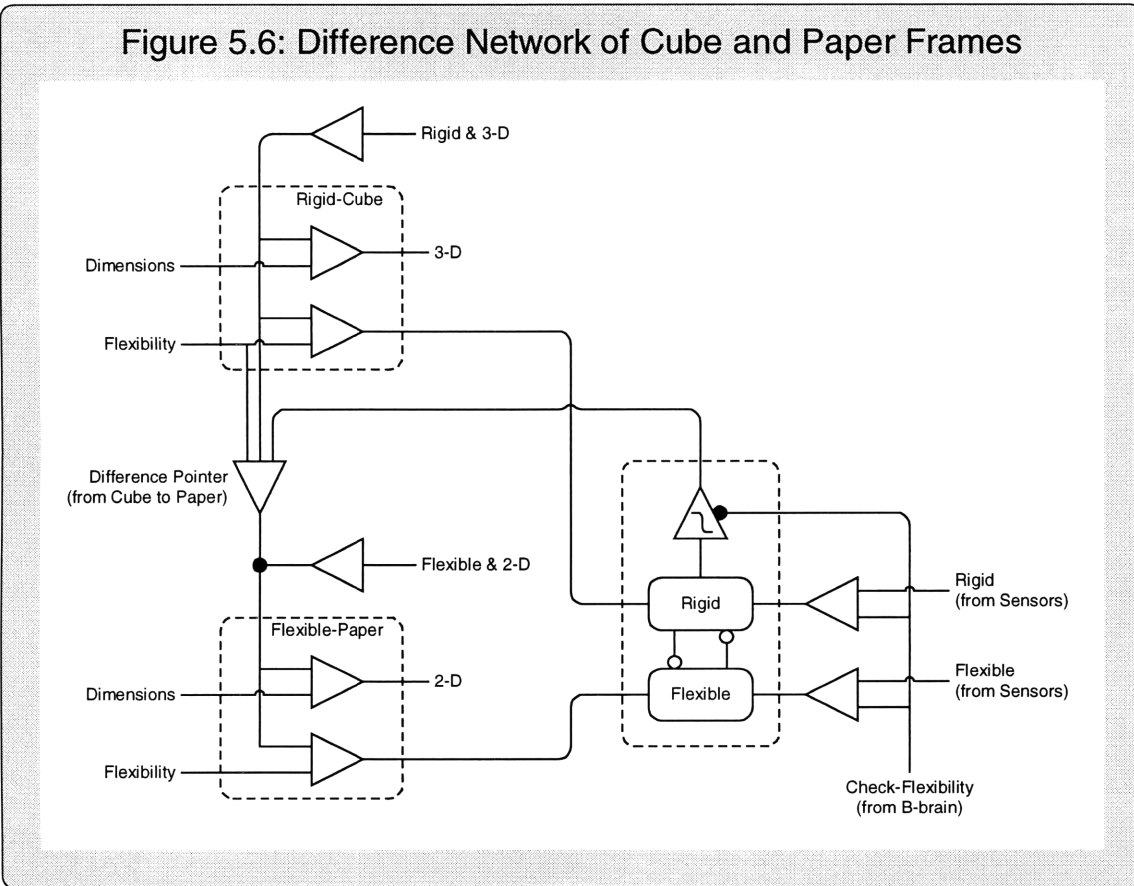 Figure 5.6: Difference Network of Cube and Paper Frames
Rigid & 3-D
Rigid-Cube
3-D
Dimensions
Flexibility
Difference Pointer
(from Cube to Paper)
Flexible & 2-D
Rigid
Rigid
(from Sensors)
Flexible-Paper
2-D
Dimensions
Flexible
Flexible
(from Sensors)
Flexibility
Check-Flexibility
(from B-brain)